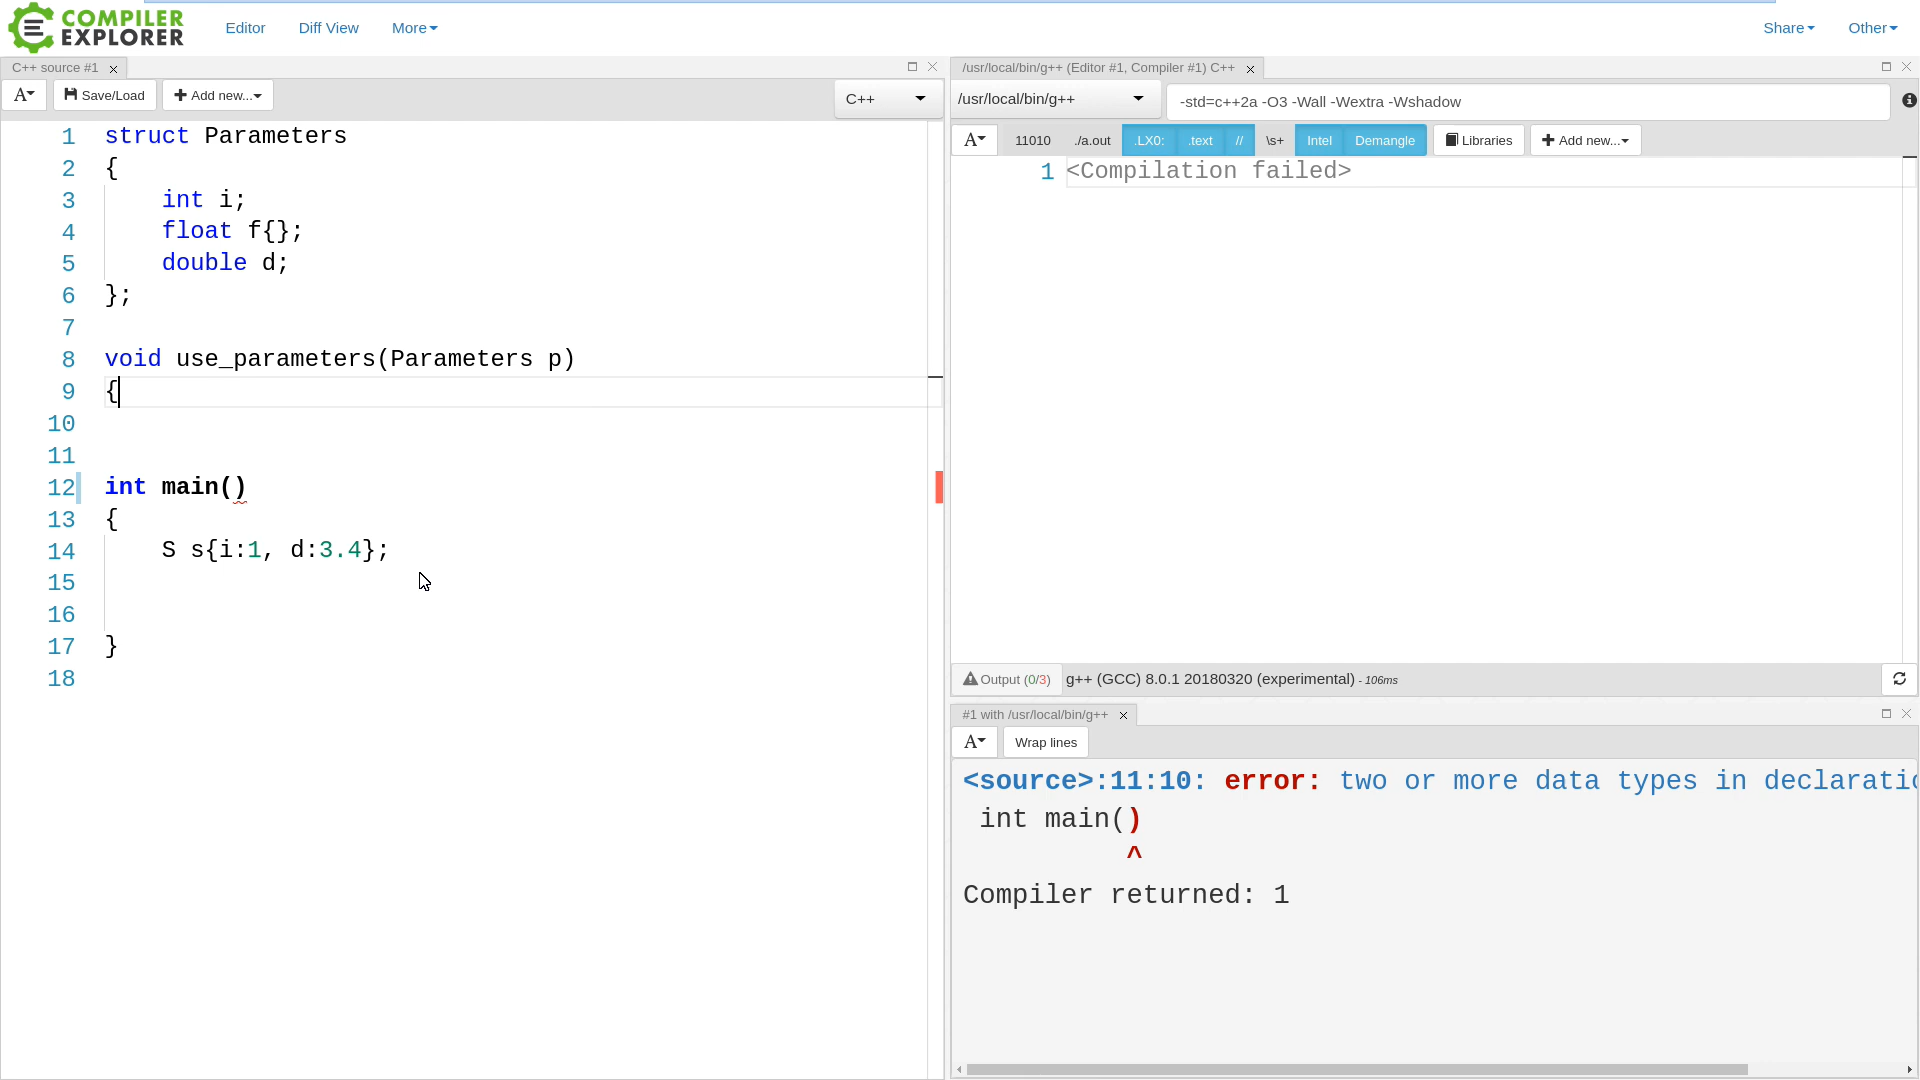 COMPILER
EXPLORER
Editor
Diff View
More
Share
Other
C++ source #1
A
Save/Load
Add new...
C++
1 struct Parameters
2 {
3 int i;
4 float f{};
5 double d;
6 };
7
8 void use_parameters(Parameters p)
9 {
10
11
12 int main()
13 {
14 S s{i:1, d:3.4};
15
16
17 }
18
/usr/local/bin/g++ (Editor #1, Compiler #1) C++
/usr/local/bin/g++
-std=c++2a -O3 -Wall -Wextra -Wshadow
A
11010
./a.out
.LX0:
.text
//
\s+
Intel
Demangle
Libraries
Add new...
1 <Compilation failed>
Output (0/3)
g++ (GCC) 8.0.1 20180320 (experimental) - 106ms
#1 with /usr/local/bin/g++
A
Wrap lines
<source>:11:10: error: two or more data types in declaratio
int main()
^
Compiler returned: 1